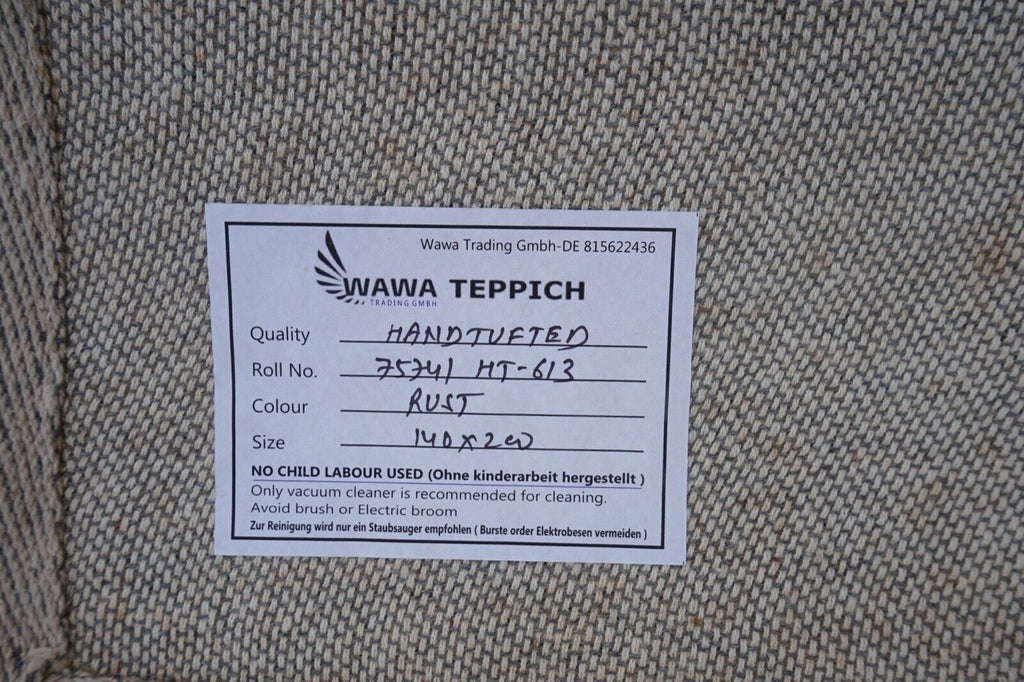 Wawa Trading Gmbh-DE 815622436
WAWA TEPPICH
TRADING GMBH
Quality HANDTUFTED
Roll No. 75741 HT-613
Colour RUST
Size 140x200
NO CHILD LABOUR USED (Ohne kinderarbeit hergestellt )
Only vacuum cleaner is recommended for cleaning.
Avoid brush or Electric broom
Zur Reinigung wird nur ein Staubsauger empfohlen ( Burste order Elektrobesen vermeiden )